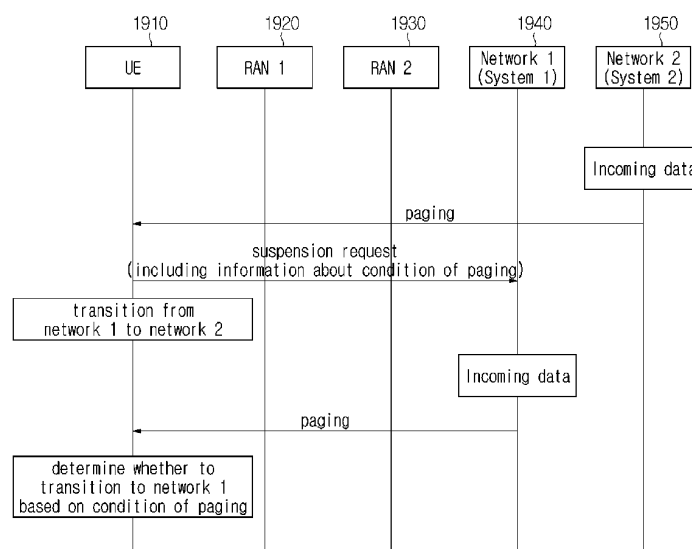 1910
1920
1930
1940
1950
UE
RAN 1
RAN 2
Network 1
(System 1)
Network 2
(System 2)
Incoming data
paging
suspension request
(including information about condition of paging)
transition from
network 1 to network 2
Incoming data
paging
determine whether to
transition to network 1
based on condition of paging